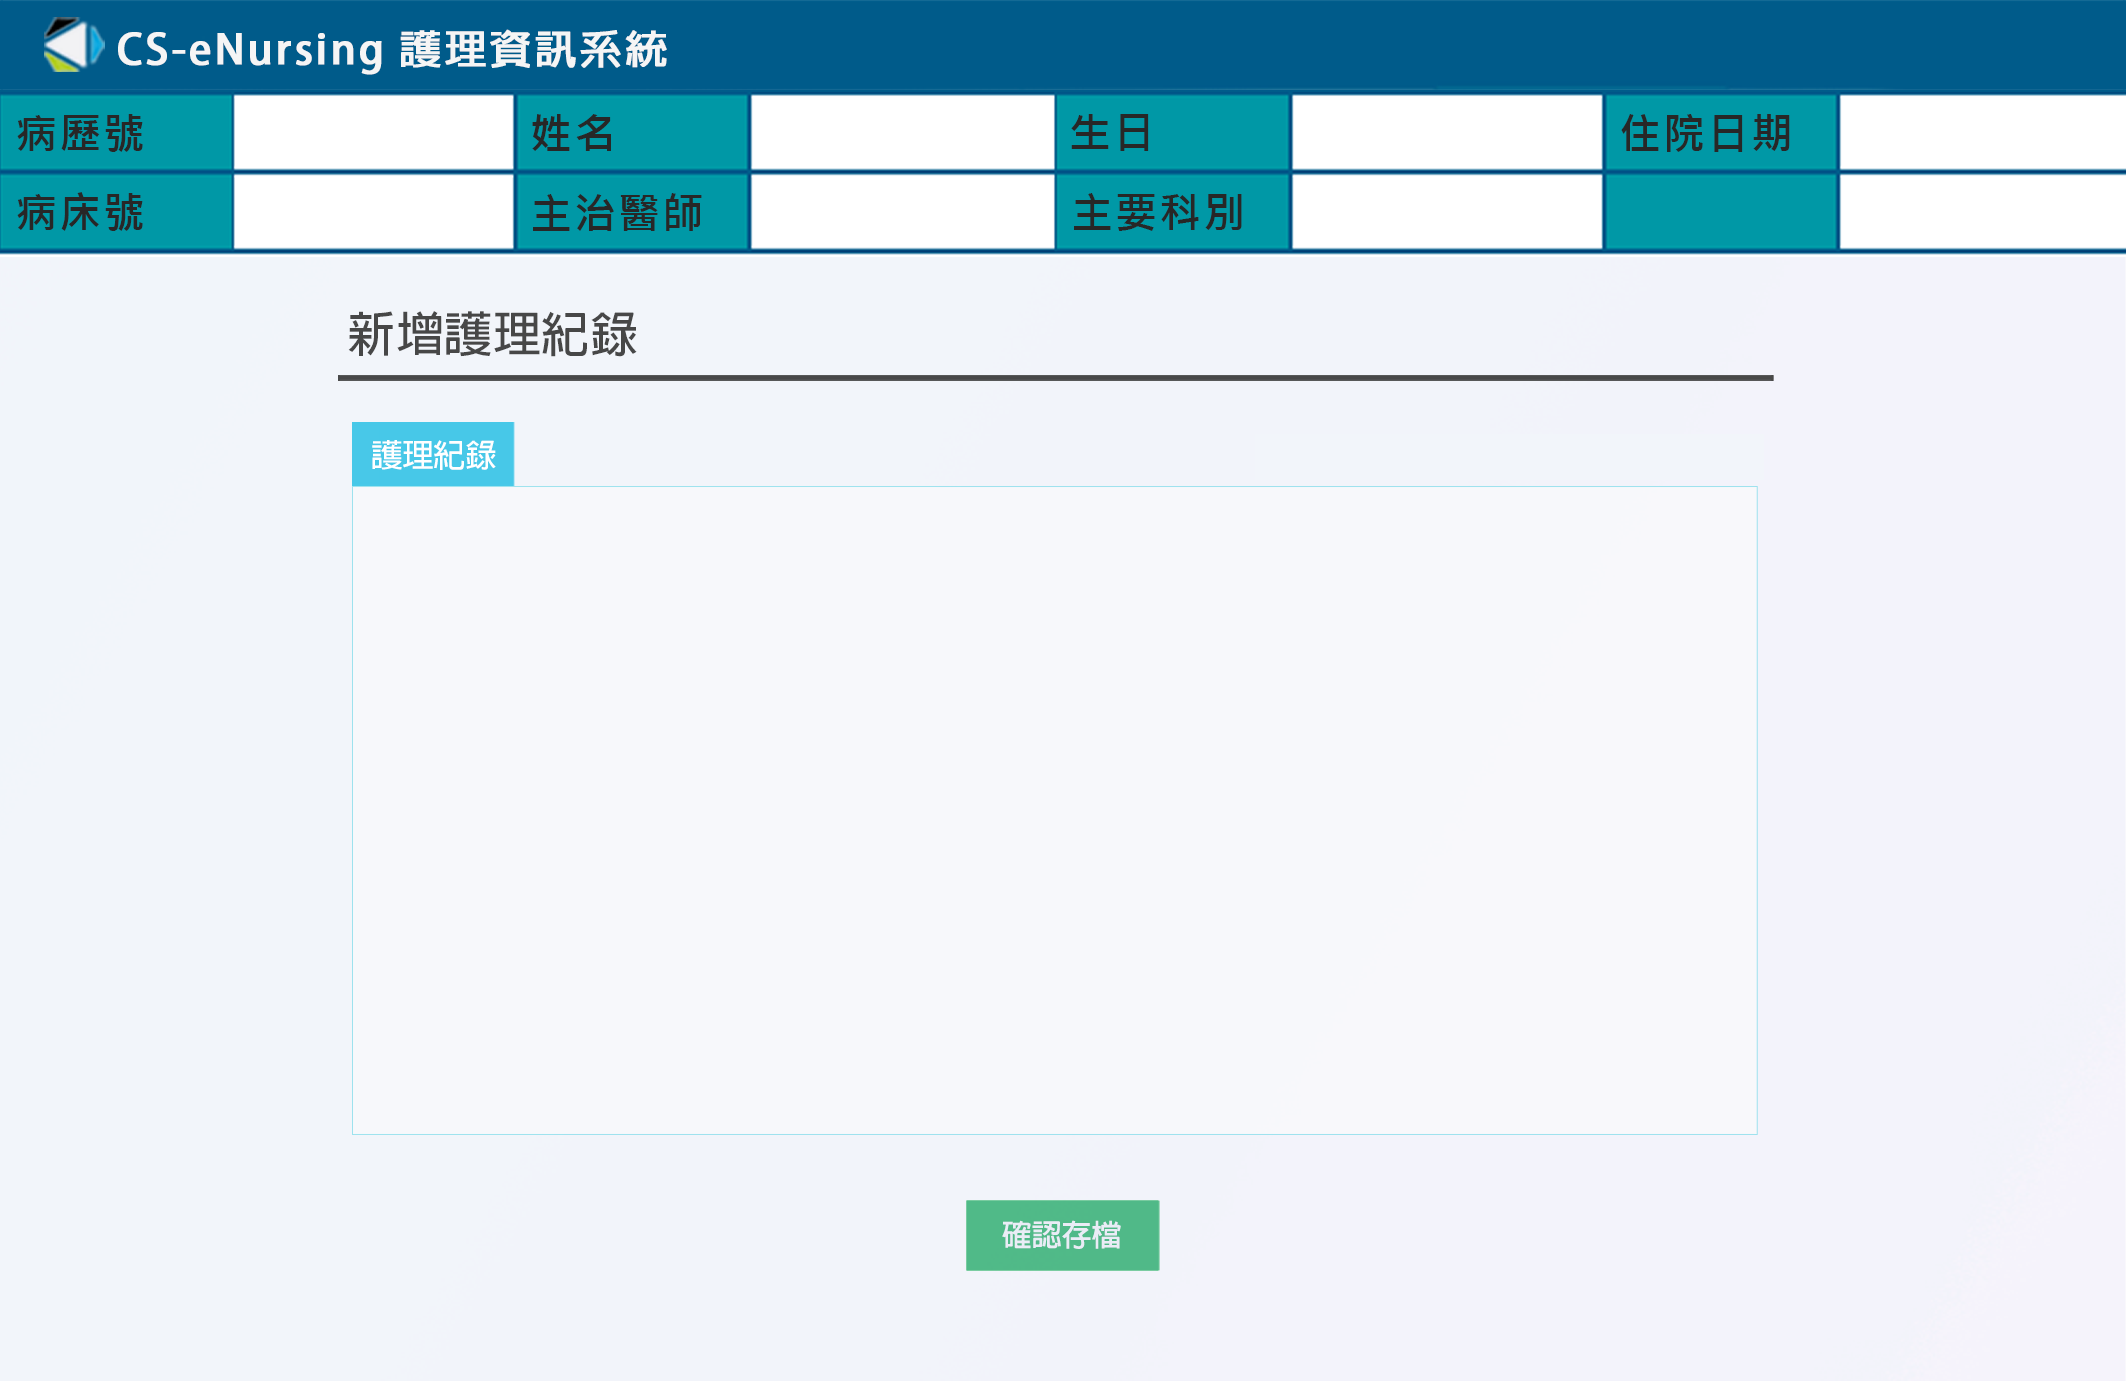 CS-eNursing 護理資訊系統
病歷號 姓名 生日 住院日期
病床號 主治醫師 主要科別
新增護理紀錄
護理紀錄
確認存檔